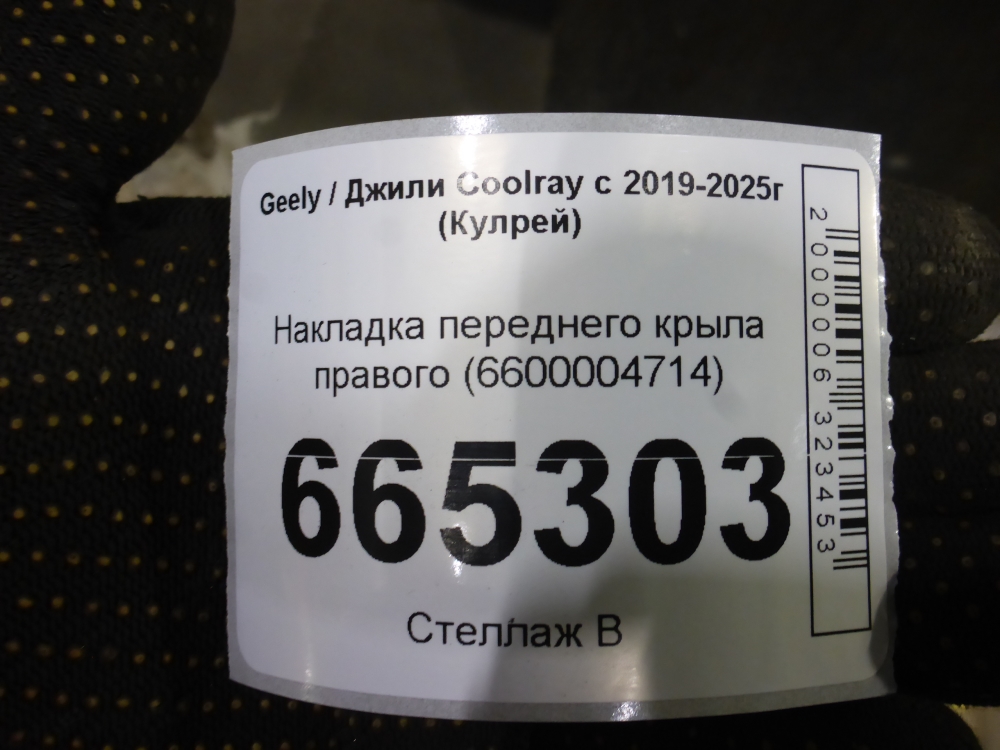 Geely / Джили Coolray с 2019-2025г
(Кулрей)
Накладка переднего крыла
правого (6600004714)
665303
Стеллаж В
2000006323453